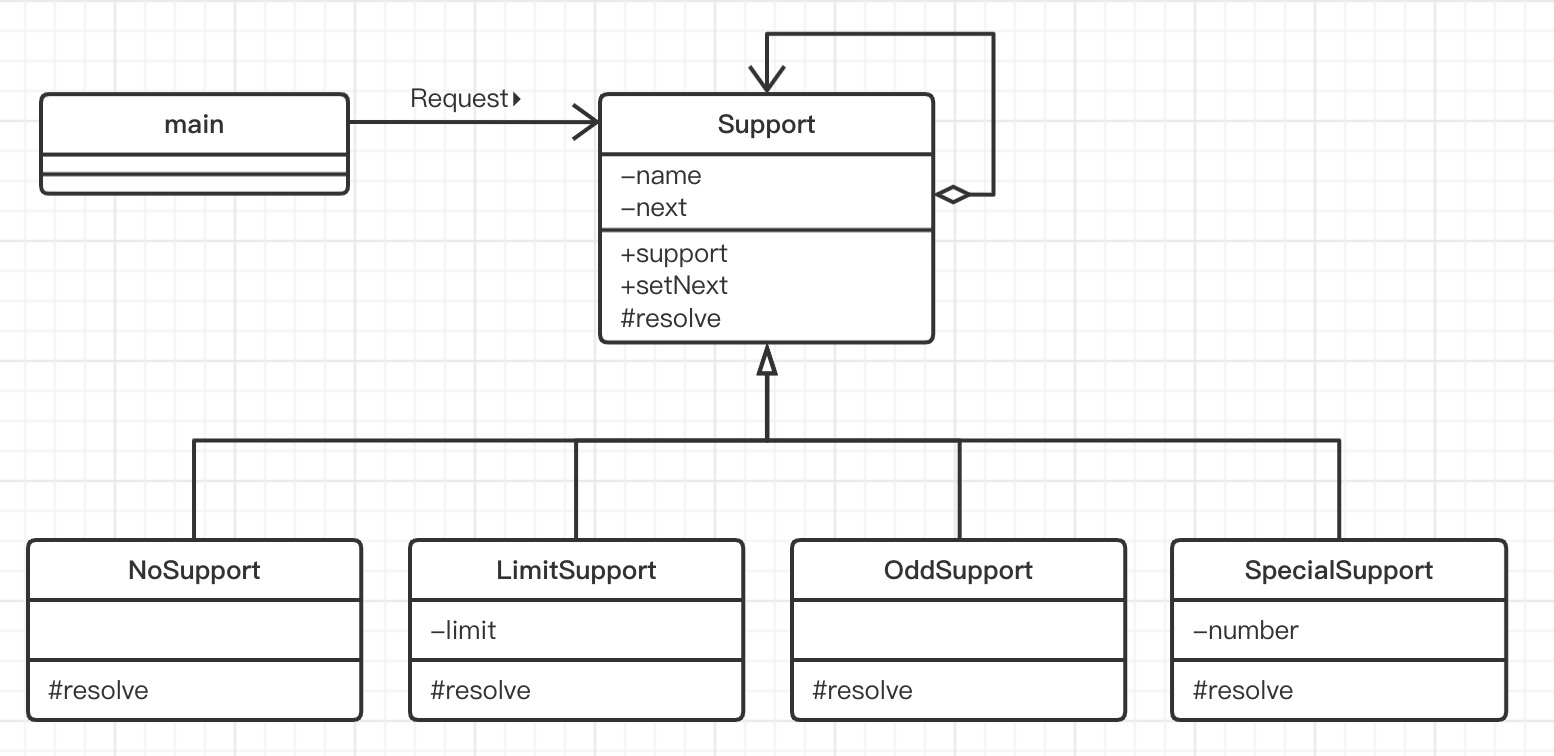 Request
main
Support
–name
–next
+support
+setNext
#resolve
NoSupport
#resolve
LimitSupport
–limit
#resolve
OddSupport
#resolve
SpecialSupport
–number
#resolve